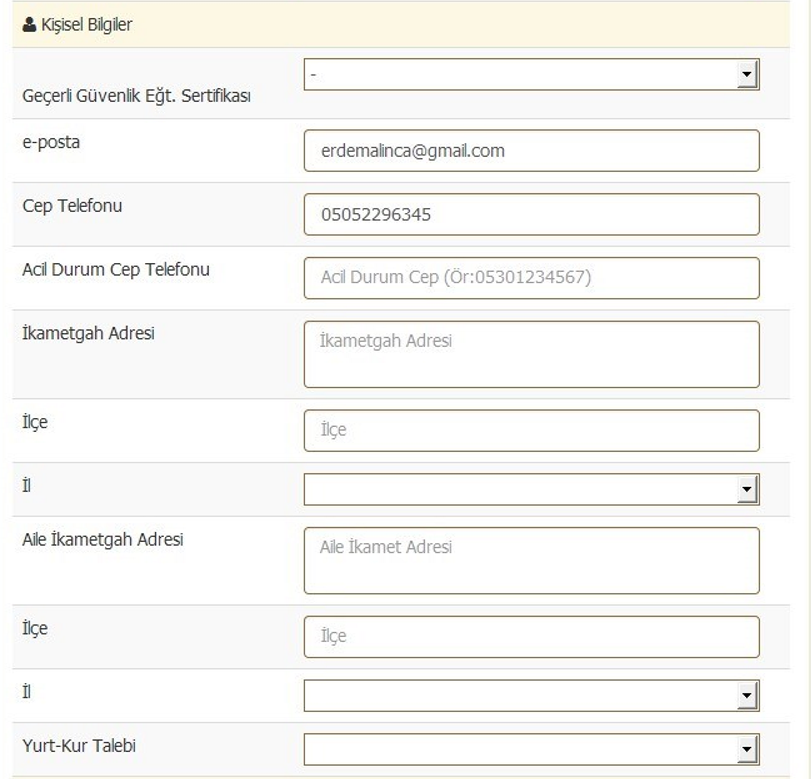 Kişisel Bilgiler
Geçerli Güvenlik Eğt. Sertifikası
-
e-posta
erdemalinca@gmail.com
Cep Telefonu
05052296345
Acil Durum Cep Telefonu
Acil Durum Cep (Ör:05301234567)
İkametgah Adresi
İkametgah Adresi
İlçe
İlçe
İl
Aile İkametgah Adresi
Aile İkamet Adresi
İlçe
İlçe
İl
Yurt-Kur Talebi